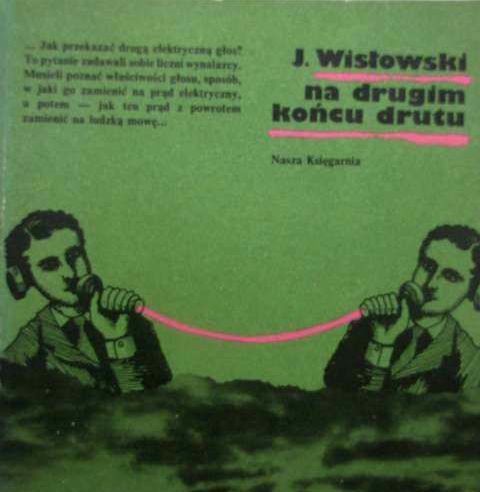 ... Jak przekazać drogą elektryczną głos?
To pytanie zadawali sobie liczni wynalazcy.
Musieli poznać właściwości głosu, sposób,
w jaki go zamienić na prąd elektryczny,
a potem — jak ten prąd z powrotem
zamienić na ludzką mowę...
J. Wisłowski
na drugim
końcu drutu
Nasza Księgarnia